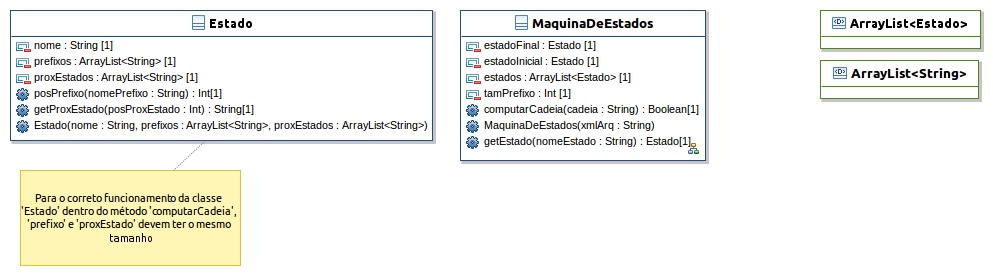 Estado
nome : String [1]
prefixos : ArrayList<String> [1]
proxEstados : ArrayList<String> [1]
posPrefixo(nomePrefixo : String) : Int[1]
getProxEstado(posProxEstado : Int) : String[1]
Estado(nome : String, prefixos : ArrayList<String>, proxEstados : ArrayList<String>)
Para o correto funcionamento da classe
'Estado' dentro do método 'computarCadeia',
'prefixo' e 'proxEstado' devem ter o mesmo
tamanho
MaquinaDeEstados
estadoFinal : Estado [1]
estadoInicial : Estado [1]
estados : ArrayList<Estado> [1]
tamPrefixo : Int [1]
computarCadeia(cadeia : String) : Boolean[1]
MaquinaDeEstados(xmlArq : String)
getEstado(nomeEstado : String) : Estado[1]
<D> ArrayList<Estado>
<D> ArrayList<String>